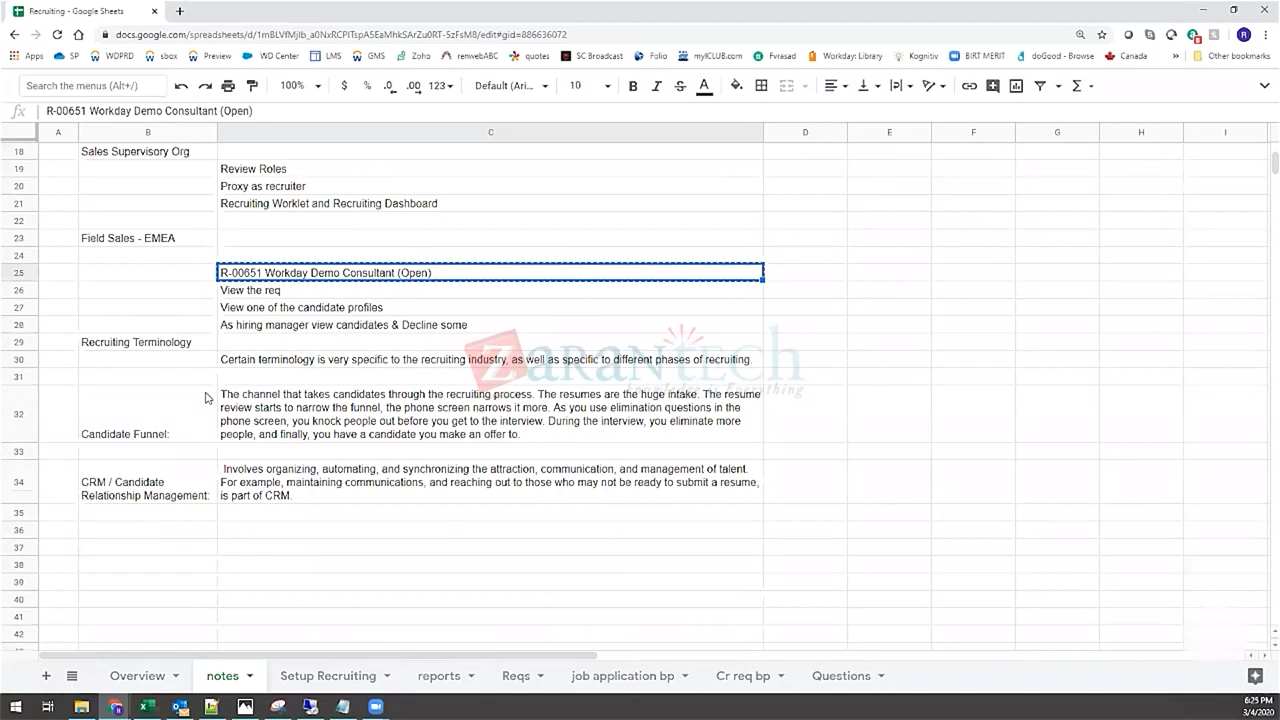 Recruiting - Google Sheets
docs.google.com/spreadsheets/d/1mBLVfMjIb_a0NxRCPlTspA5EaMhkSArZu0RT-5zFsM8/edit#gid=886636072
Apps SP WDPRD sbox Preview WD Center LMS GMS Zoho renwebABC quotes SC Broadcast Folio myICLUB.com Fvrasad Workday: Library Kognitiv BIRT MERIT doGood - Browse Canada Other bookmarks
Search the menus (Alt+/) 100% $ % .0 .00 123 Default (Ari... 10 B I S A
fx R-00651 Workday Demo Consultant (Open)
A B C D E F G H I
18 Sales Supervisory Org
19 Review Roles
20 Proxy as recruiter
21 Recruiting Worklet and Recruiting Dashboard
22
23 Field Sales - EMEA
24
25 R-00651 Workday Demo Consultant (Open)
26 View the req
27 View one of the candidate profiles
28 As hiring manager view candidates & Decline some
29 Recruiting Terminology
30 Certain terminology is very specific to the recruiting industry, as well as specific to different phases of recruiting.
31
The channel that takes candidates through the recruiting process. The resumes are the huge intake. The resume
review starts to narrow the funnel, the phone screen narrows it more. As you use elimination questions in the
32
phone screen, you knock people out before you get to the interview. During the interview, you eliminate more
Candidate Funnel: people, and finally, you have a candidate you make an offer to.
33
Involves organizing, automating, and synchronizing the attraction, communication, and management of talent.
34 CRM / Candidate For example, maintaining communications, and reaching out to those who may not be ready to submit a resume,
Relationship Management: is part of CRM.
35
36
37
38
39
40
41
42
ZARANTECH
knowledge is Everything
Overview notes Setup Recruiting reports Reqs job application bp Cr req bp Questions
6:25 PM
3/4/2020